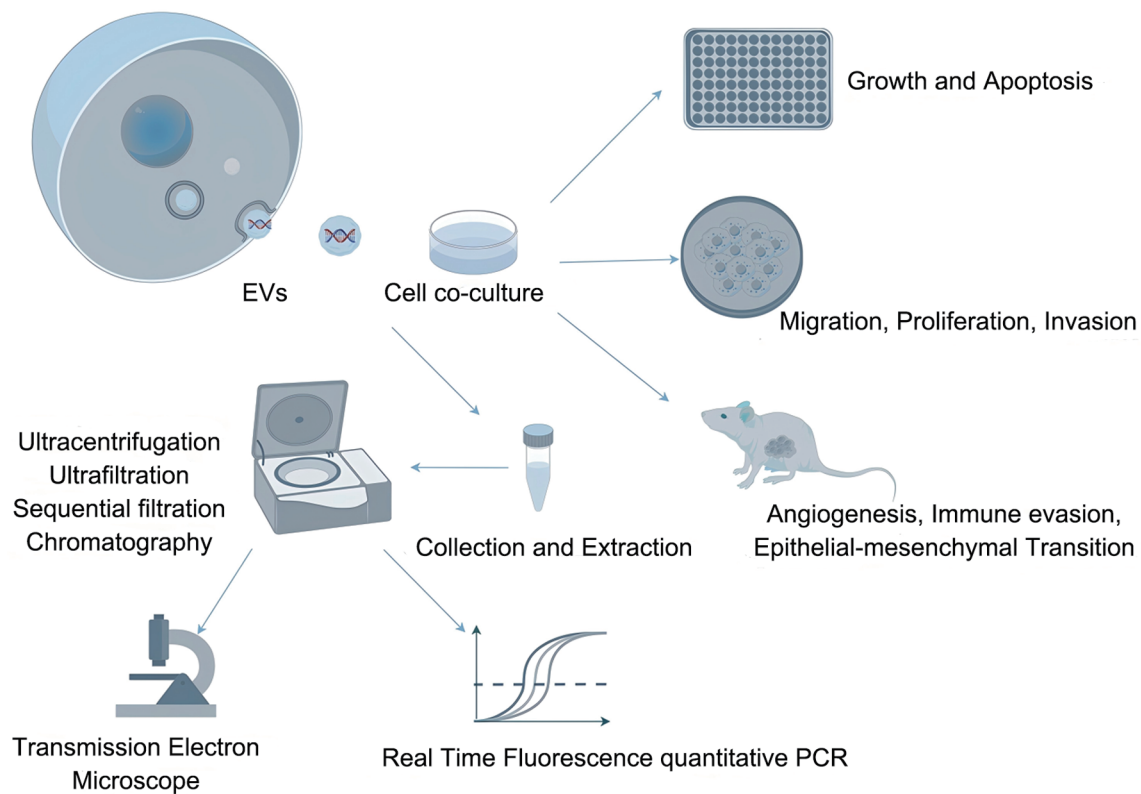 Growth and Apoptosis
EVs
Cell co-culture
Migration, Proliferation, Invasion
Ultracentrifugation
Ultrafiltration
Sequential filtration
Chromatography
Collection and Extraction
Angiogenesis, Immune evasion,
Epithelial-mesenchymal Transition
Transmission Electron
Microscope
Real Time Fluorescence quantitative PCR